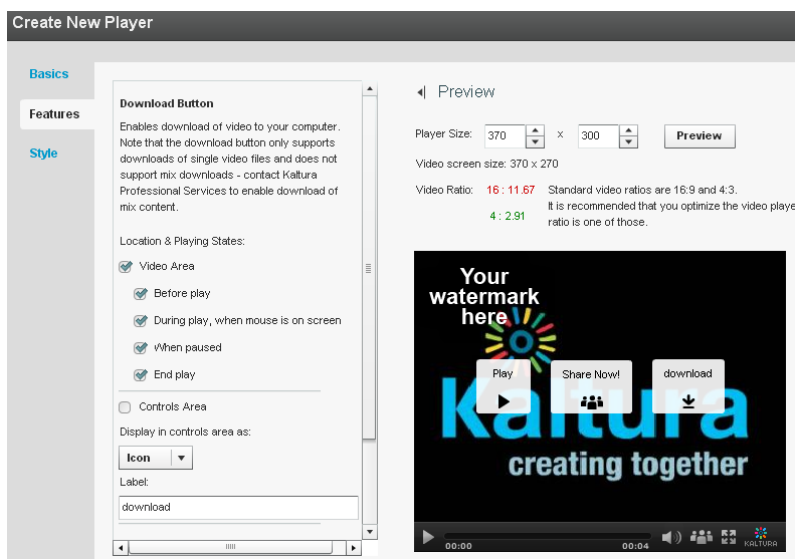 Create New Player
Basics
Features
Style
Download Button
Enables download of video to your computer.
Note that the download button only supports
downloads of single video files and does not
support mix downloads - contact Kaltura
Professional Services to enable download of
mix content.
Location & Playing States:
Video Area
Before play
During play, when mouse is on screen
When paused
End play
Controls Area
Display in controls area as:
Icon
Label:
download
Preview
Player Size: 370 x 300 Preview
Video screen size: 370 x 270
Video Ratio: 16 : 11.67 Standard video ratios are 16:9 and 4:3.
It is recommended that you optimize the video playe
4 : 2.91 ratio is one of those.
Your
watermark
here
Play Share Now! download
Kaltura
creating together
00:00 00:04 KALTURA